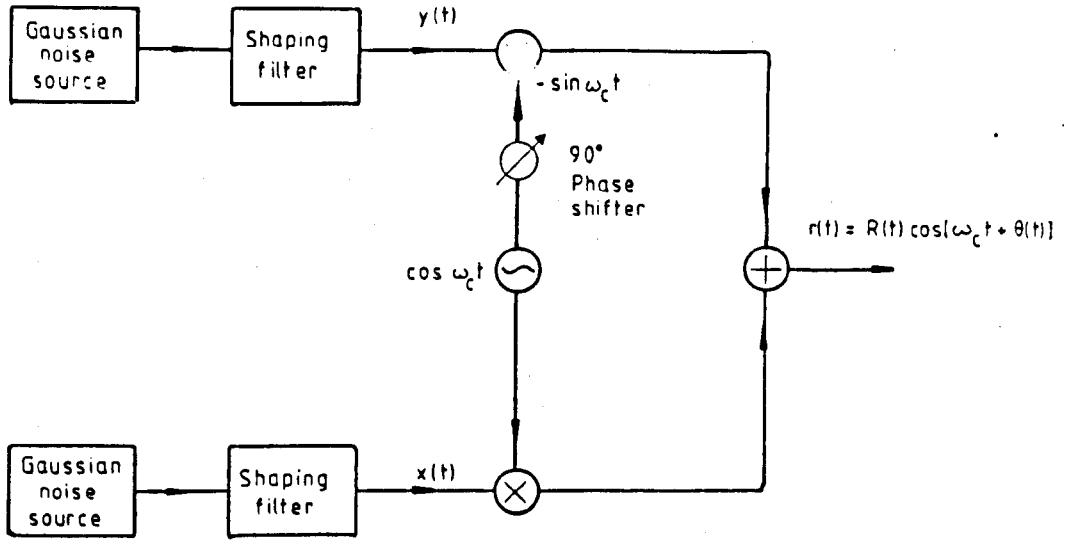 Gaussian
noise
source
Shaping
filter
y(t)
- sin ω_c t
90°
Phase
shifter
r(t) = R(t) cos[ω_c t + θ(t)]
cos ω_c t
Gaussian
noise
source
Shaping
filter
x(t)